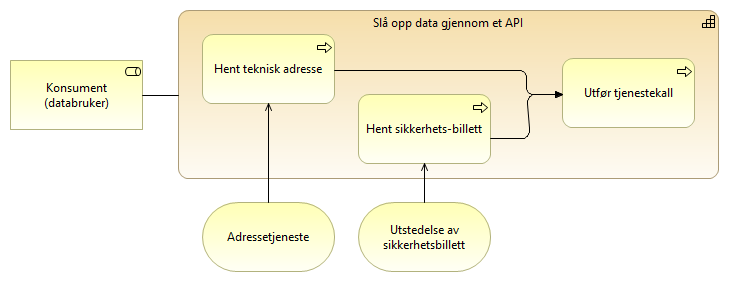 Slå opp data gjennom et API
Hent teknisk adresse
Konsument
(databruker)
Utfør tjenestekall
Hent sikkerhets-billett
Adressetjeneste
Utstedelse av
sikkerhetsbillett